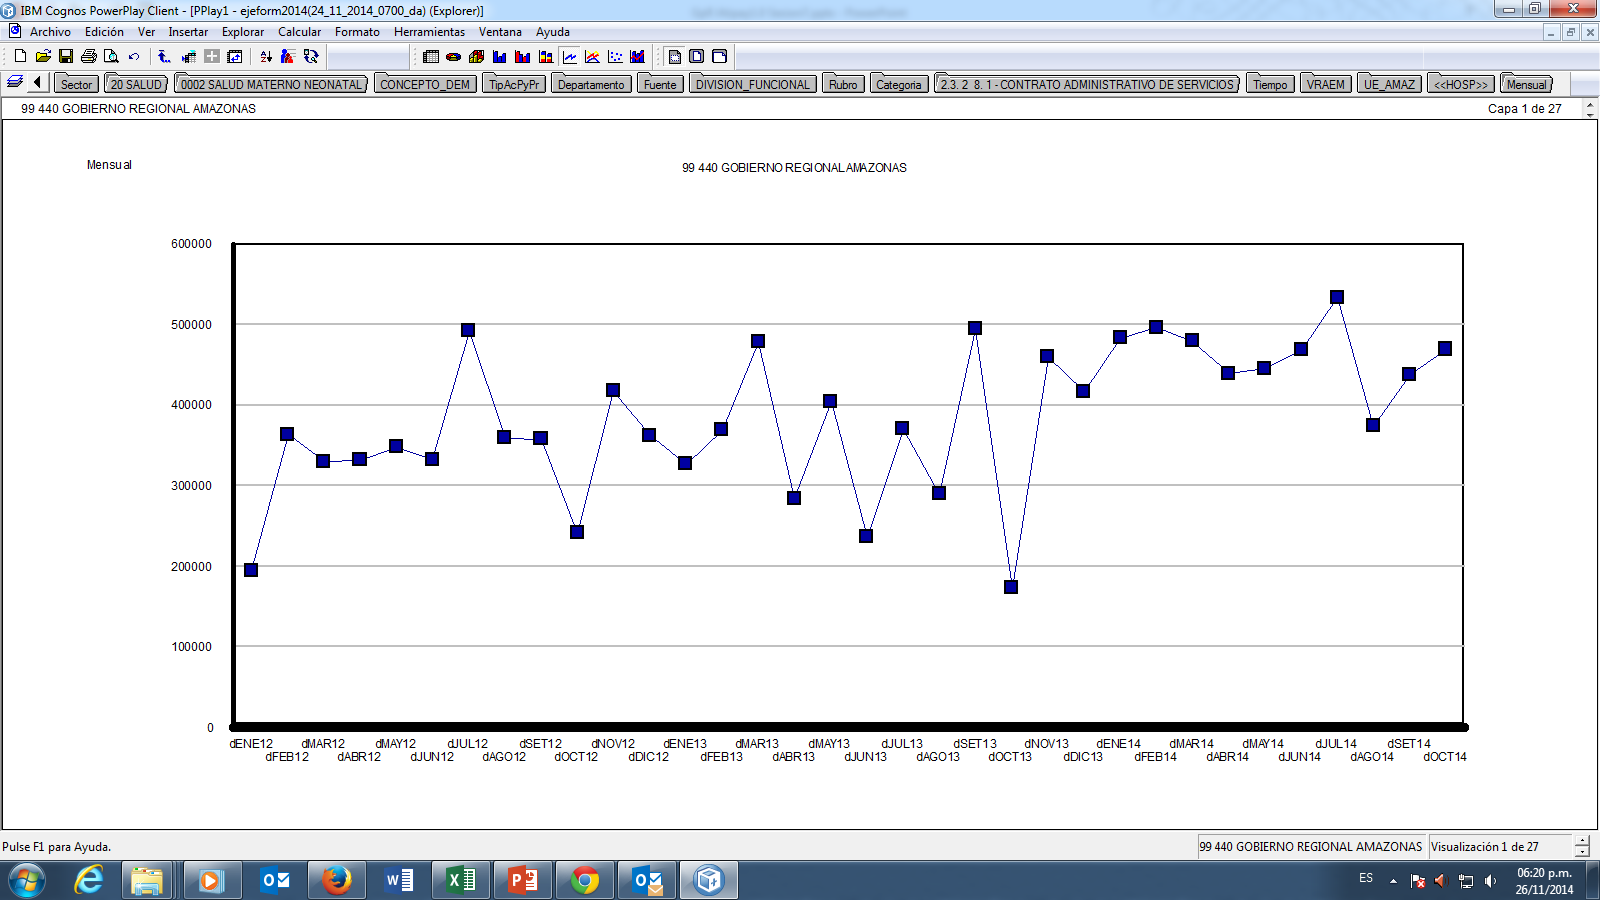 IBM Cognos PowerPlay Client - [PPlay1 - ejeform2014(24_11_2014_0700_da) (Explorer)]
Archivo Edición Ver Insertar Explorar Calcular Formato Herramientas Ventana Ayuda
Sector 20 SALUD 0002 SALUD MATERNO NEONATAL CONCEPTO_DEM TipAcPyPr Departamento Fuente DIVISION_FUNCIONAL Rubro Categoria 2.3. 2 8. 1 - CONTRATO ADMINISTRATIVO DE SERVICIOS Tiempo VRAEM UE_AMAZ <<HOSP>> Mensual
99 440 GOBIERNO REGIONAL AMAZONAS Capa 1 de 27
Mensual
99 440 GOBIERNO REGIONAL AMAZONAS
600000
500000
400000
300000
200000
100000
0
dENE12 dMAR12 dMAY12 dJUL12 dSET12 dNOV12 dENE13 dMAR13 dMAY13 dJUL13 dSET13 dNOV13 dENE14 dMAR14 dMAY14 dJUL14 dSET14
dFEB12 dABR12 dJUN12 dAGO12 dOCT12 dDIC12 dFEB13 dABR13 dJUN13 dAGO13 dOCT13 dDIC13 dFEB14 dABR14 dJUN14 dAGO14 dOCT14
Pulse F1 para Ayuda. 99 440 GOBIERNO REGIONAL AMAZONAS Visualización 1 de 27
ES 06:20 p.m.
26/11/2014